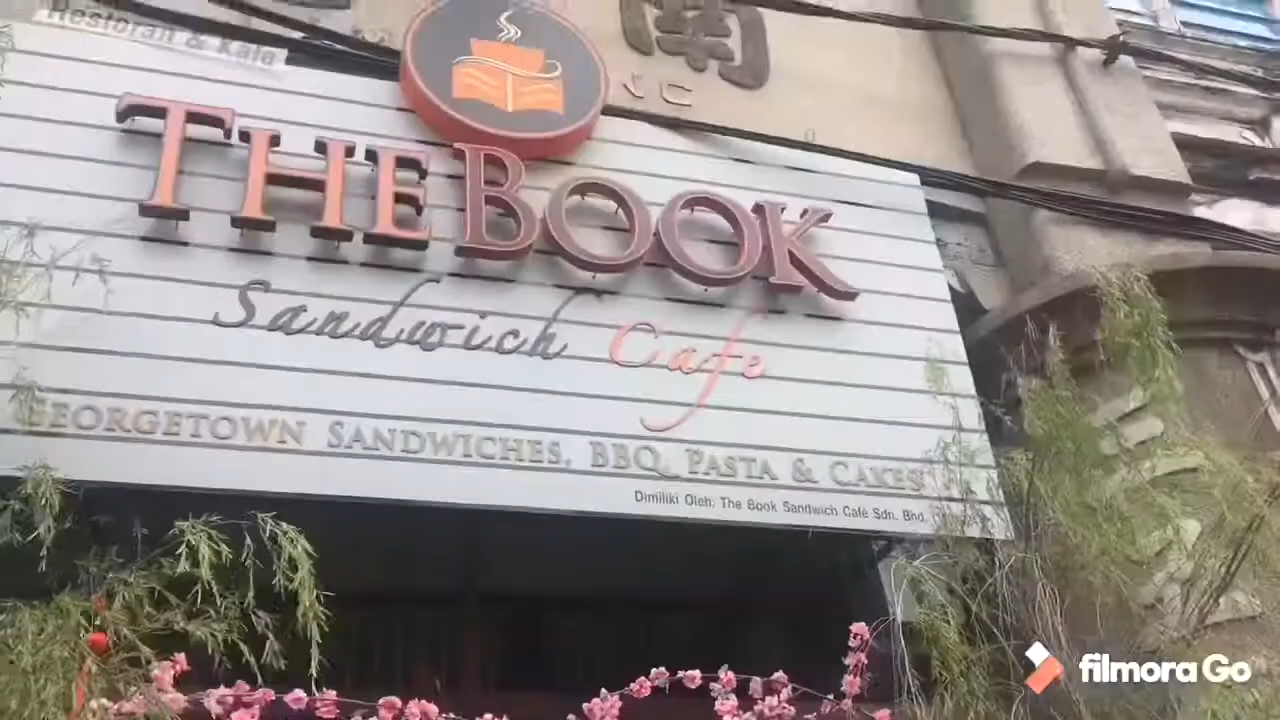 Restoran & Kafe
蘭
THE BOOK
Sandwich Cafe
GEORGETOWN SANDWICHES, BBQ, PASTA & CAKES
Dimiliki Oleh: The Book Sandwich Café Sdn. Bhd.
filmora Go